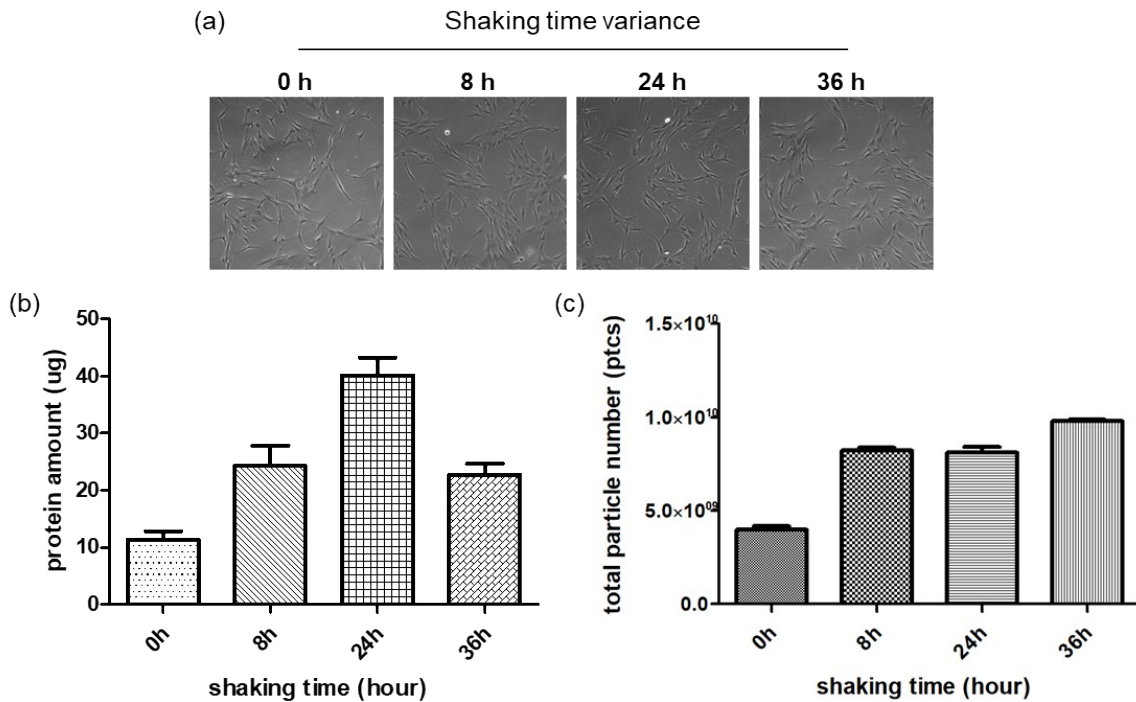 (a)
Shaking time variance
0 h 8 h 24 h 36 h
(b)
50
40
30
20
10
0
protein amount (ug)
0h 8h 24h 36h
shaking time (hour)
(c)
1.5×10¹⁰
1.0×10¹⁰
5.0×10⁰⁹
0.0
total particle number (ptcs)
0h 8h 24h 36h
shaking time (hour)